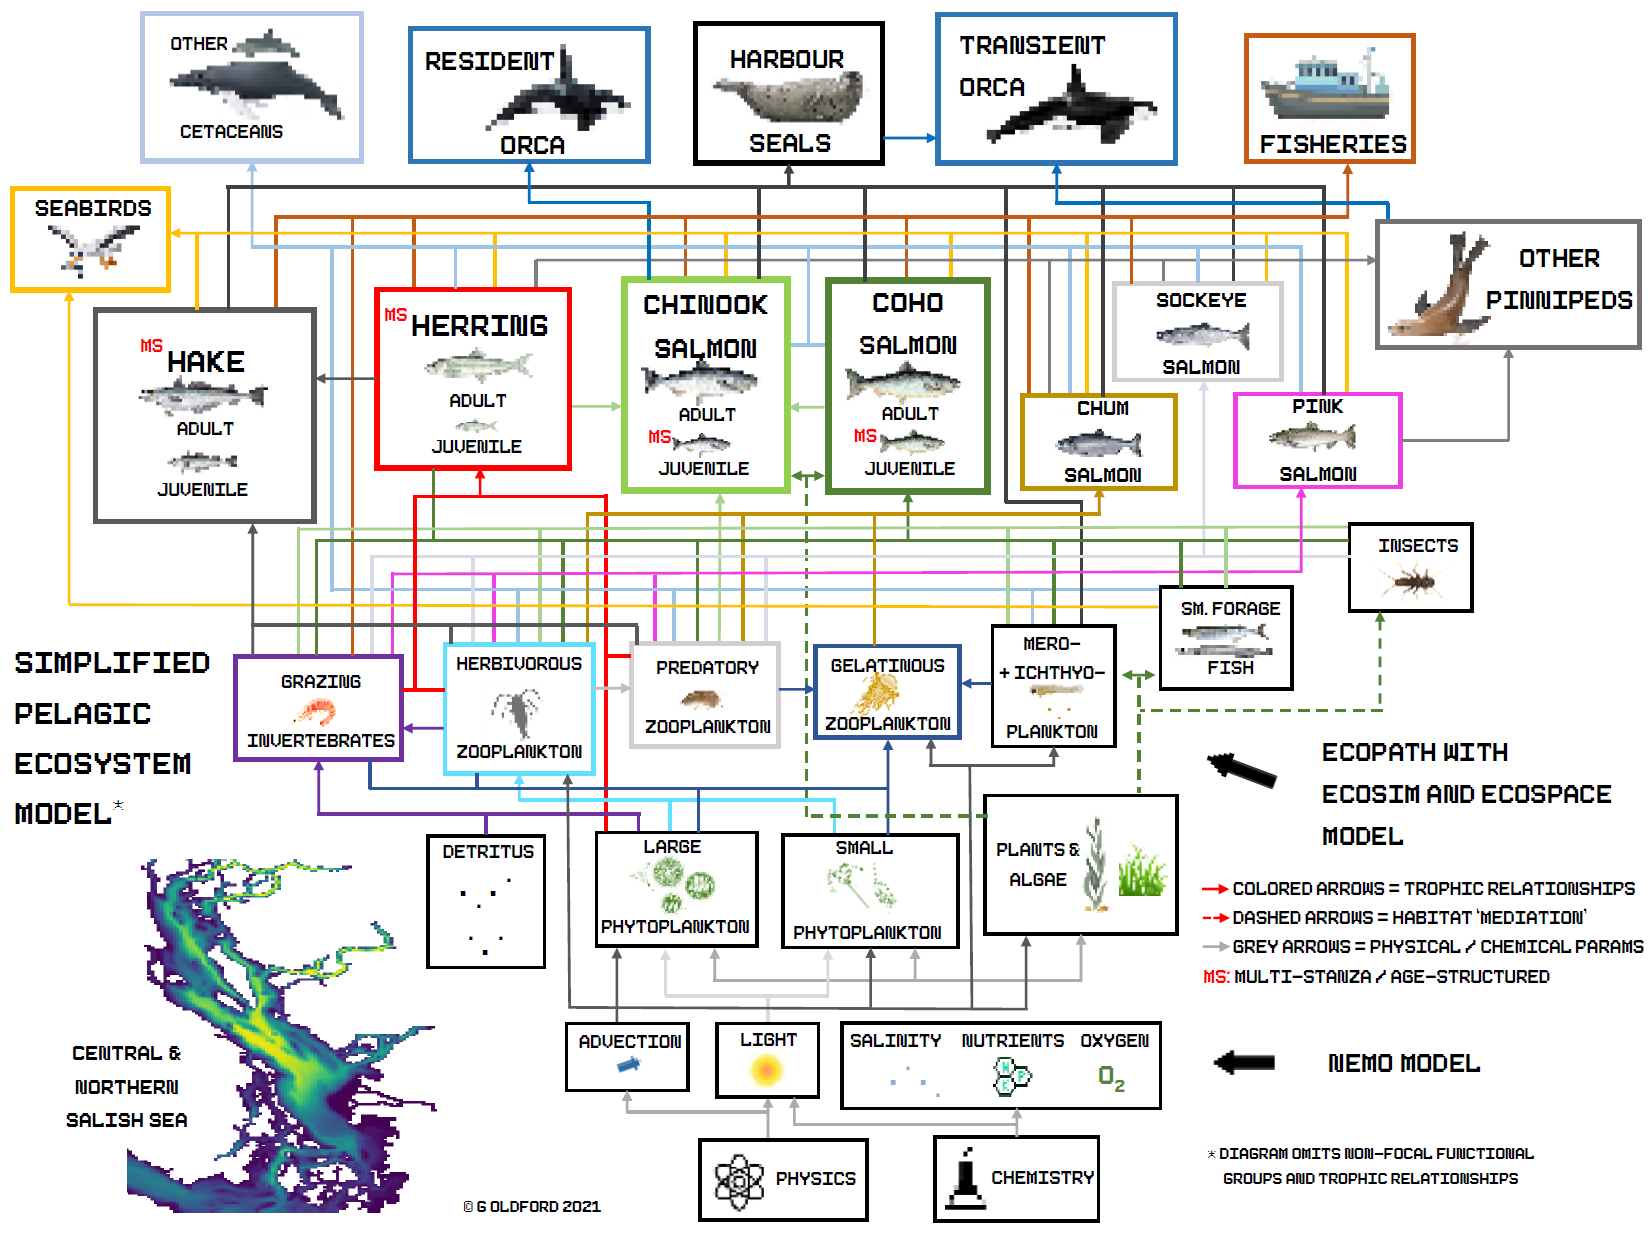 OTHER
CETACEANS
RESIDENT
ORCA
HARBOUR
SEALS
TRANSIENT
ORCA
FISHERIES
SEABIRDS
OTHER
PINNIPEDS
MS HAKE
ADULT
JUVENILE
MS HERRING
ADULT
JUVENILE
CHINOOK
SALMON
ADULT
MS
JUVENILE
COHO
SALMON
ADULT
MS
JUVENILE
SOCKEYE
SALMON
CHUM
SALMON
PINK
SALMON
INSECTS
SM. FORAGE
FISH
GRAZING
INVERTEBRATES
HERBIVOROUS
ZOOPLANKTON
PREDATORY
ZOOPLANKTON
GELATINOUS
ZOOPLANKTON
MERO-
+ ICHTHYO-
PLANKTON
SIMPLIFIED
PELAGIC
ECOSYSTEM
MODEL*
DETRITUS
LARGE
PHYTOPLANKTON
SMALL
PHYTOPLANKTON
PLANTS &
ALGAE
ECOPATH WITH
ECOSIM AND ECOSPACE
MODEL
COLORED ARROWS = TROPHIC RELATIONSHIPS
DASHED ARROWS = HABITAT 'MEDIATION'
GREY ARROWS = PHYSICAL / CHEMICAL PARAMS
MS: MULTI-STANZA / AGE-STRUCTURED
CENTRAL &
NORTHERN
SALISH SEA
ADVECTION
LIGHT
SALINITY NUTRIENTS OXYGEN
O2
NEMO MODEL
PHYSICS
CHEMISTRY
* DIAGRAM OMITS NON-FOCAL FUNCTIONAL
GROUPS AND TROPHIC RELATIONSHIPS
© G OLDFORD 2021